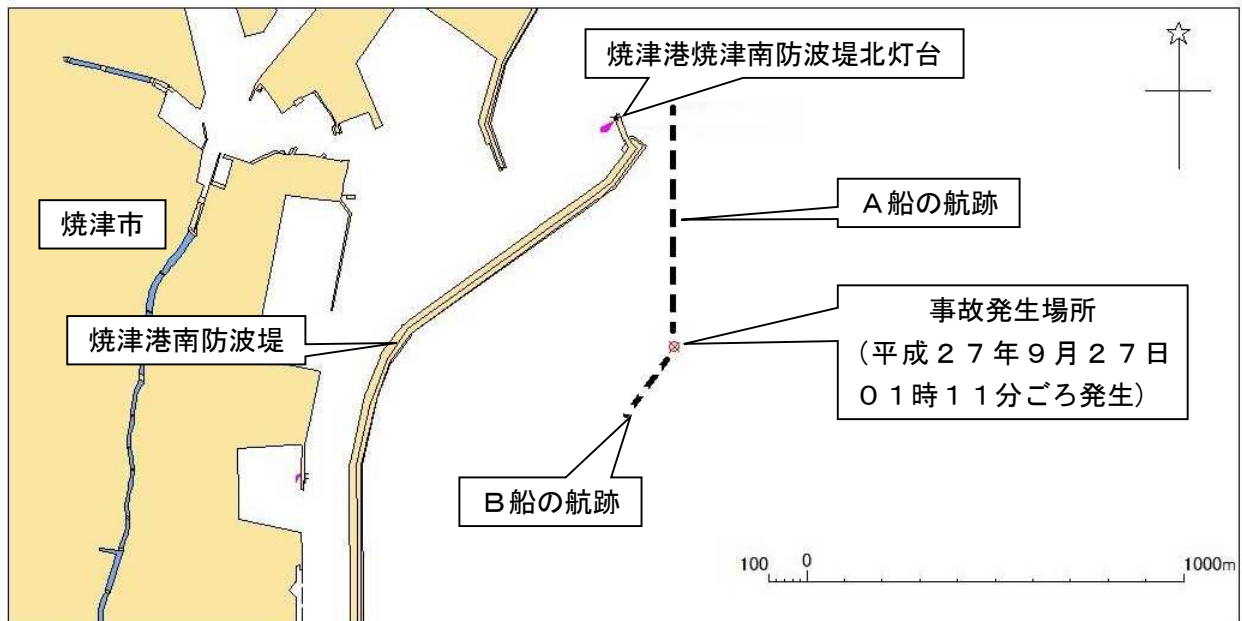 焼津港焼津南防波堤北灯台
A船の航跡
焼津市
事故発生場所
(平成27年9月27日
01時11分ごろ発生)
焼津港南防波堤
B船の航跡
100 0 1000m